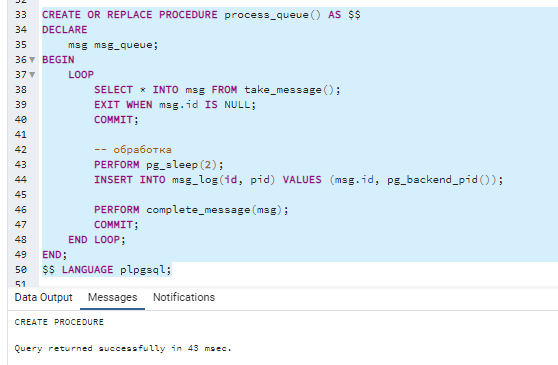 33 CREATE OR REPLACE PROCEDURE process_queue() AS $$
34 DECLARE
35     msg msg_queue;
36 BEGIN
37     LOOP
38         SELECT * INTO msg FROM take_message();
39         EXIT WHEN msg.id IS NULL;
40         COMMIT;
41
42         -- обработка
43         PERFORM pg_sleep(2);
44         INSERT INTO msg_log(id, pid) VALUES (msg.id, pg_backend_pid());
45
46         PERFORM complete_message(msg);
47         COMMIT;
48     END LOOP;
49 END;
50 $$ LANGUAGE plpgsql;
51
Data Output Messages Notifications
CREATE PROCEDURE
Query returned successfully in 43 msec.